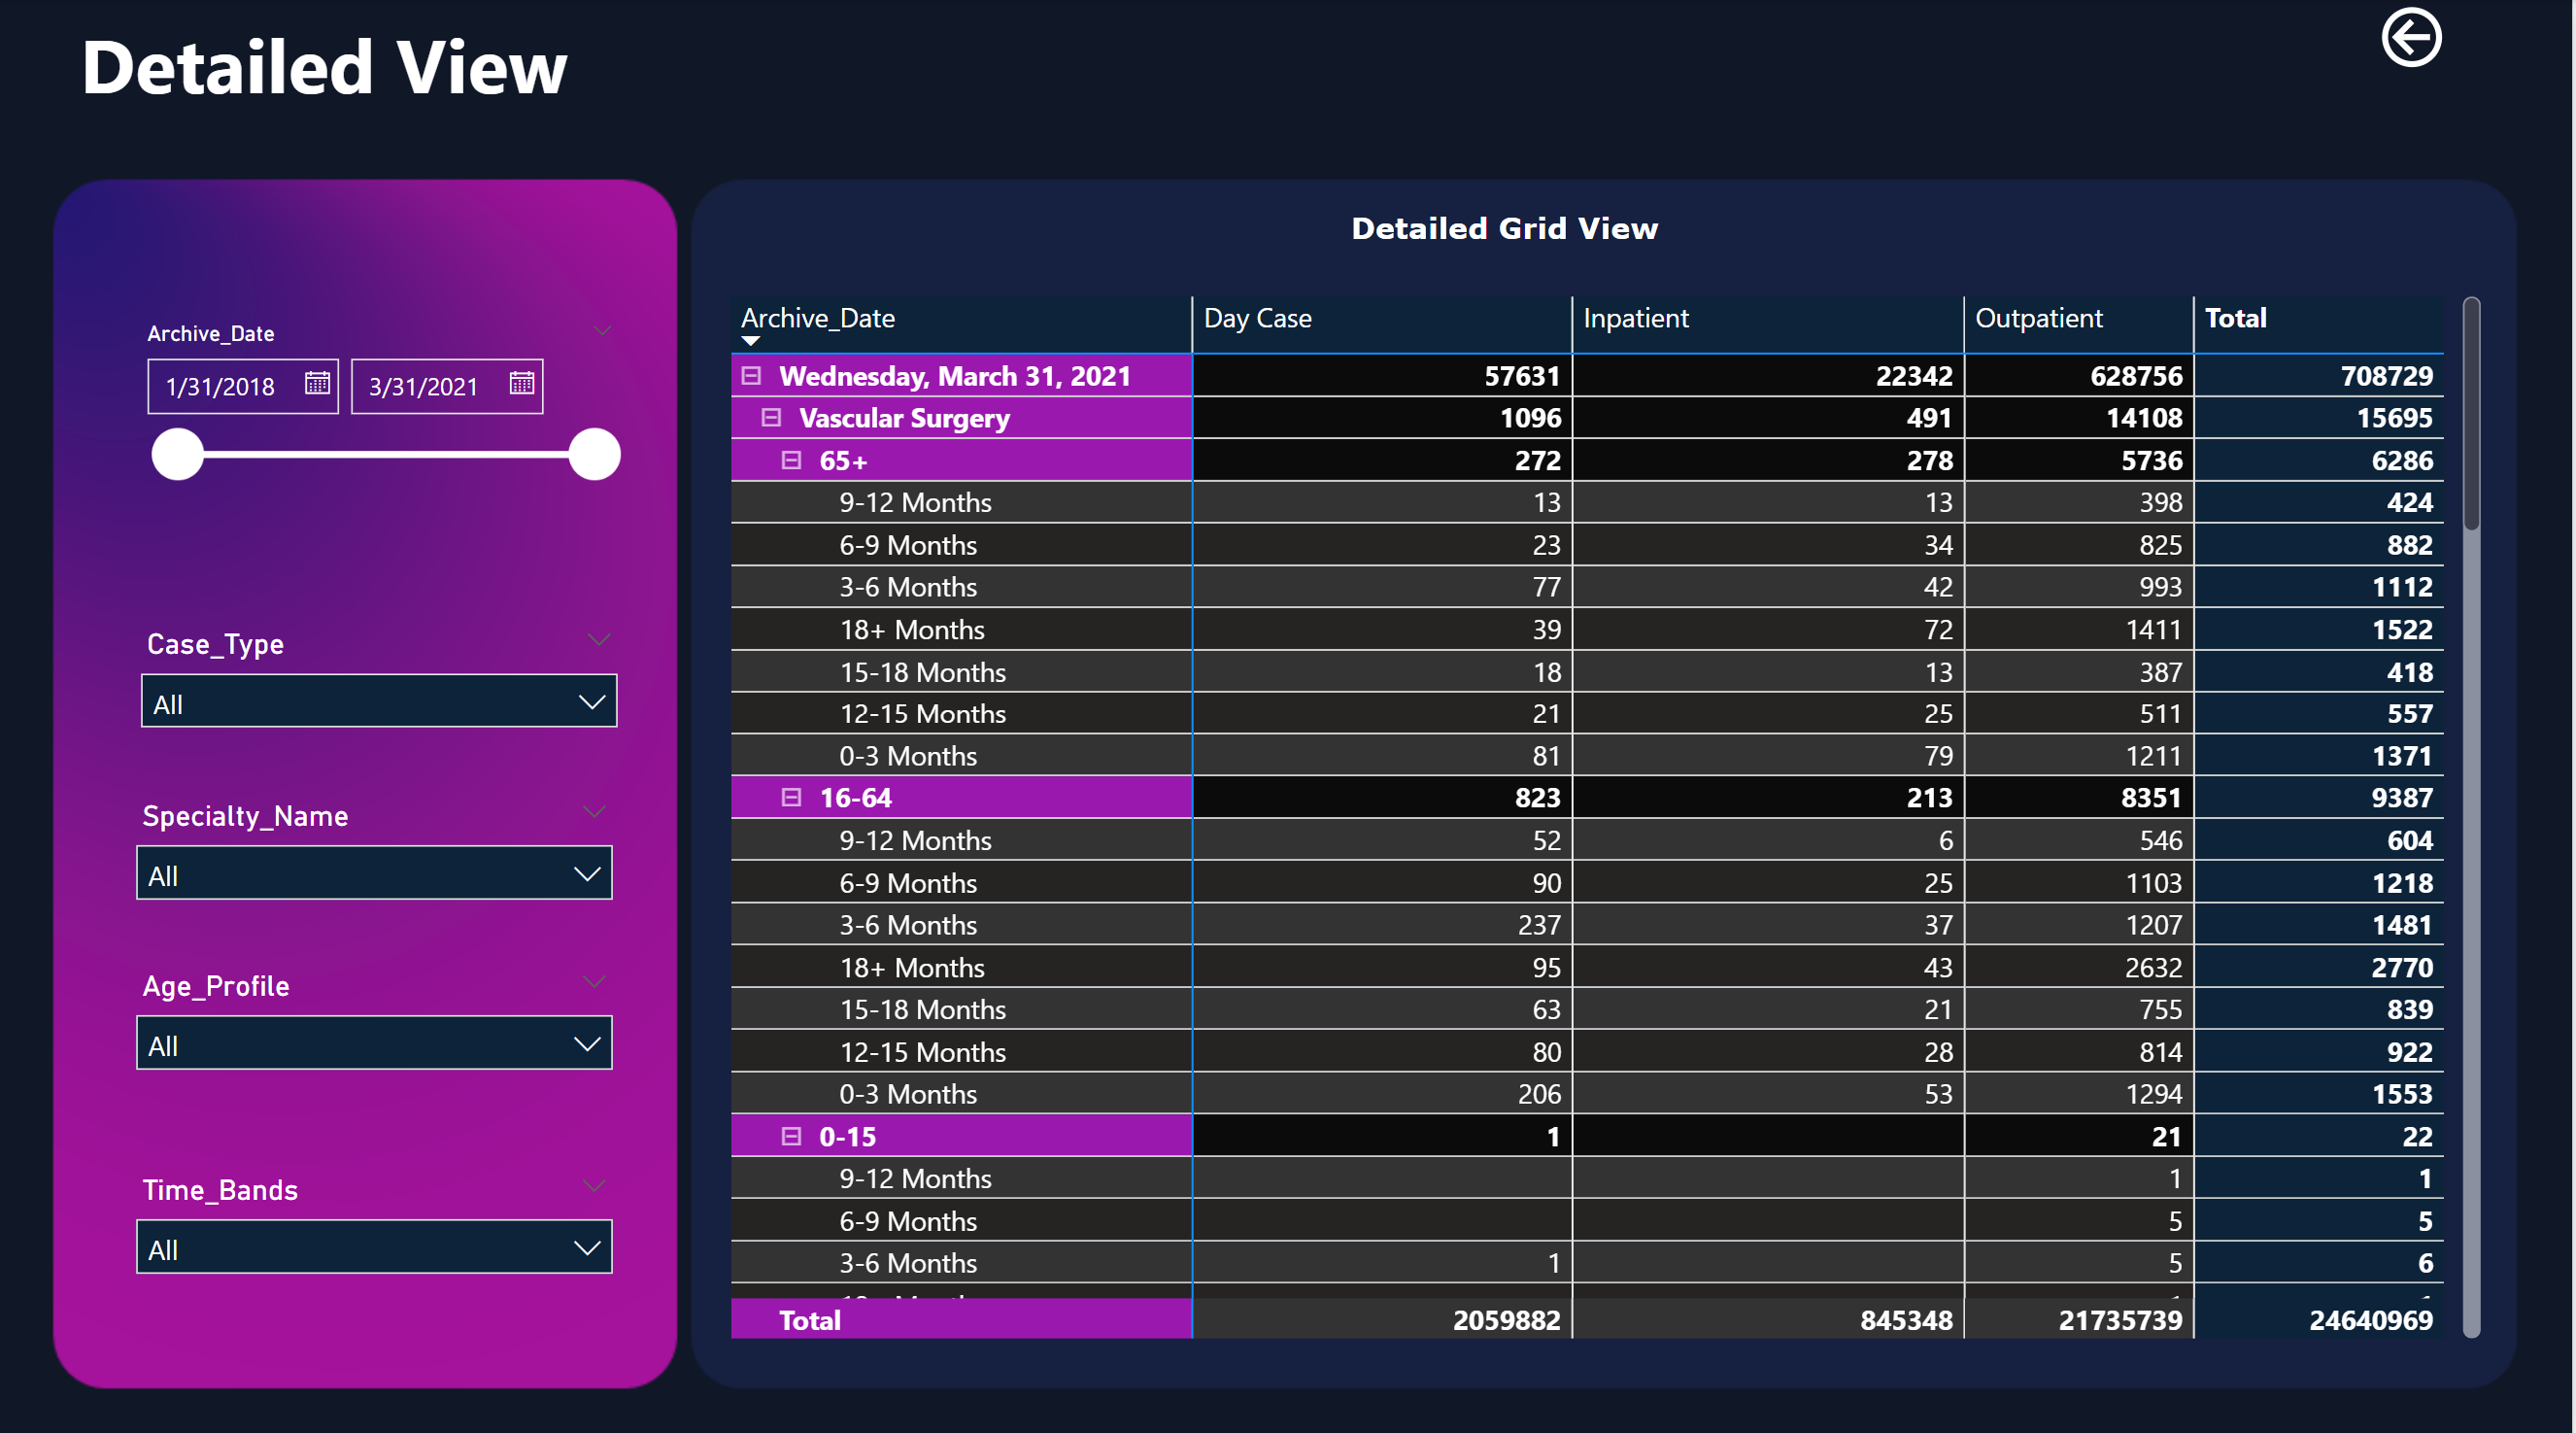 Detailed View
Archive_Date
1/31/2018 3/31/2021
Case_Type
All
Specialty_Name
All
Age_Profile
All
Time_Bands
All
Detailed Grid View
Archive_Date Day Case Inpatient Outpatient Total
Wednesday, March 31, 2021 57631 22342 628756 708729
Vascular Surgery 1096 491 14108 15695
65+ 272 278 5736 6286
9-12 Months 13 13 398 424
6-9 Months 23 34 825 882
3-6 Months 77 42 993 1112
18+ Months 39 72 1411 1522
15-18 Months 18 13 387 418
12-15 Months 21 25 511 557
0-3 Months 81 79 1211 1371
16-64 823 213 8351 9387
9-12 Months 52 6 546 604
6-9 Months 90 25 1103 1218
3-6 Months 237 37 1207 1481
18+ Months 95 43 2632 2770
15-18 Months 63 21 755 839
12-15 Months 80 28 814 922
0-3 Months 206 53 1294 1553
0-15 1 21 22
9-12 Months 1 1
6-9 Months 5 5
3-6 Months 1 5 6
Total 2059882 845348 21735739 24640969